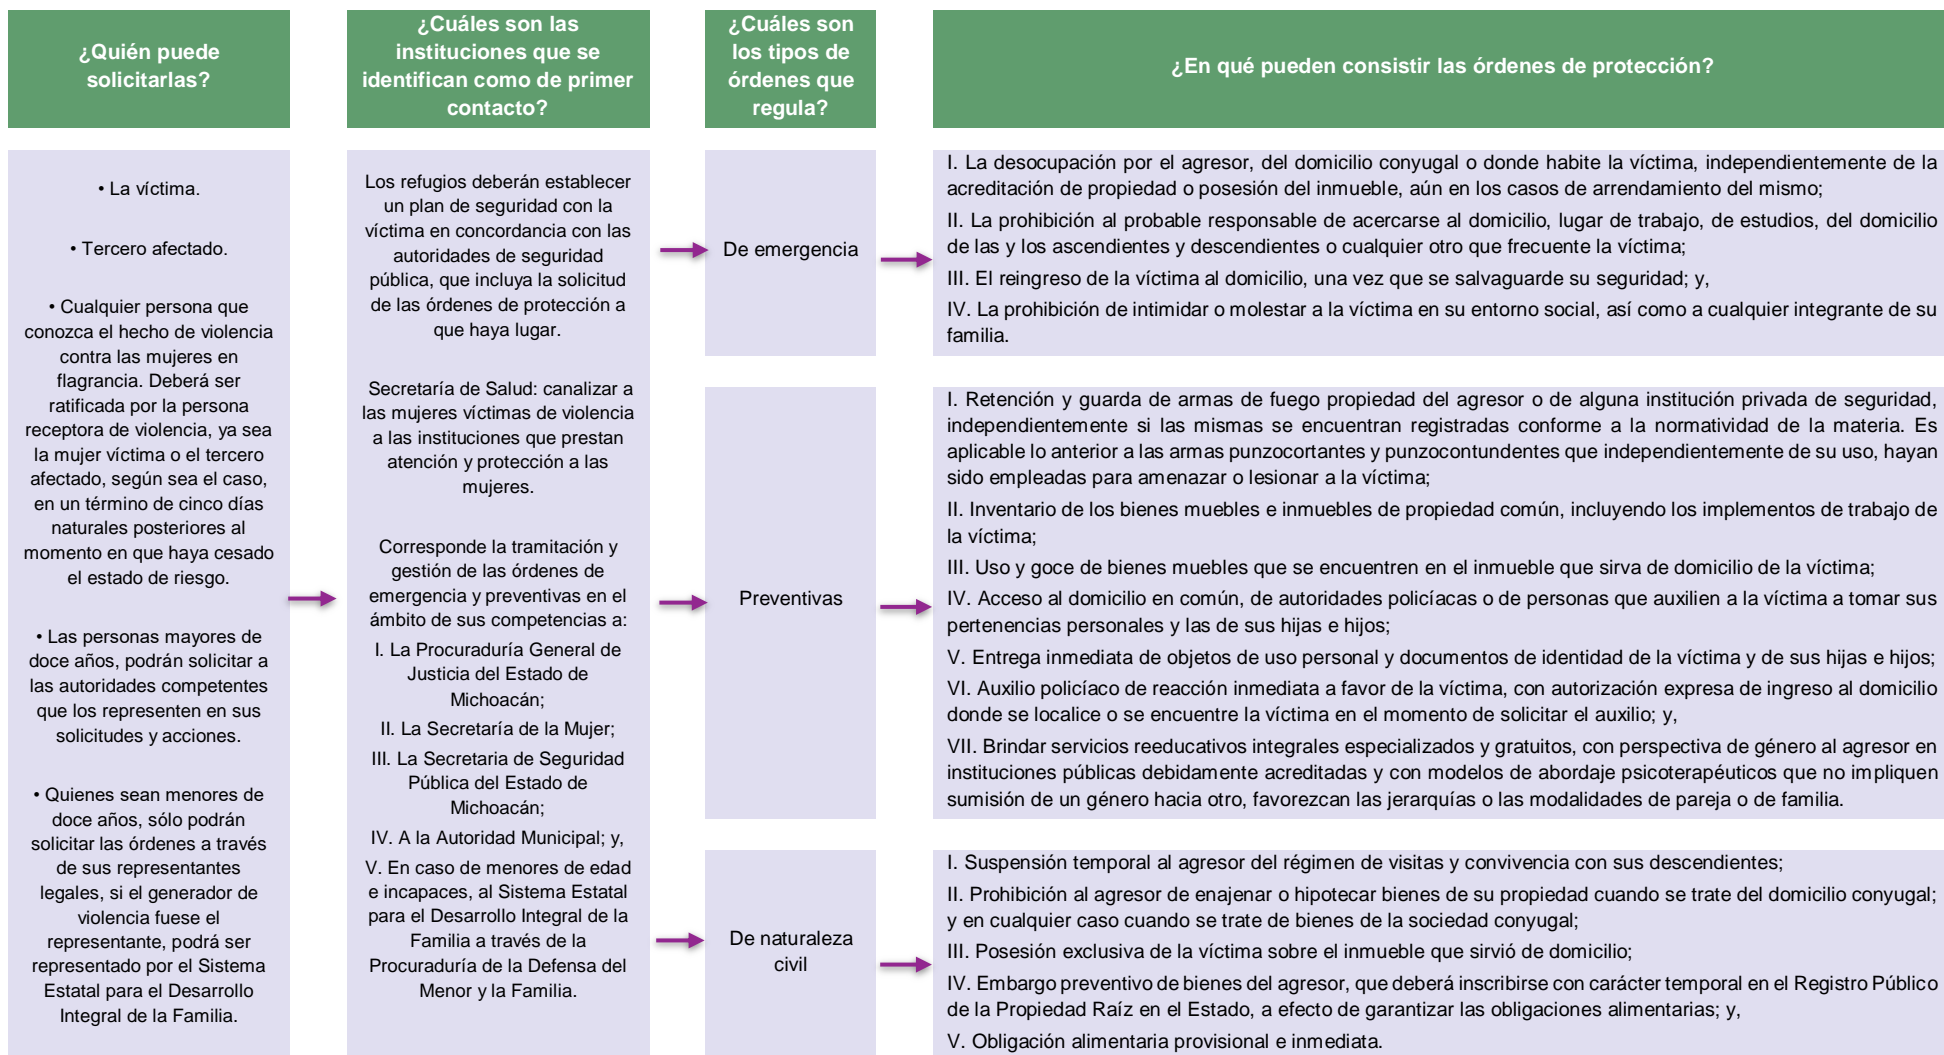 ¿Quién puede
solicitarlas?
¿Cuáles son las
instituciones que se
identifican como de primer
contacto?
¿Cuáles son
los tipos de
órdenes que
regula?
¿En qué pueden consistir las órdenes de protección?
• La víctima.
• Tercero afectado.
• Cualquier persona que
conozca el hecho de violencia
contra las mujeres en
flagrancia. Deberá ser
ratificada por la persona
receptora de violencia, ya sea
la mujer víctima o el tercero
afectado, según sea el caso,
en un término de cinco días
naturales posteriores al
momento en que haya cesado
el estado de riesgo.
• Las personas mayores de
doce años, podrán solicitar a
las autoridades competentes
que los representen en sus
solicitudes y acciones.
• Quienes sean menores de
doce años, sólo podrán
solicitar las órdenes a través
de sus representantes
legales, si el generador de
violencia fuese el
representante, podrá ser
representado por el Sistema
Estatal para el Desarrollo
Integral de la Familia.
Los refugios deberán establecer
un plan de seguridad con la
víctima en concordancia con las
autoridades de seguridad
pública, que incluya la solicitud
de las órdenes de protección a
que haya lugar.
Secretaría de Salud: canalizar a
las mujeres víctimas de violencia
a las instituciones que prestan
atención y protección a las
mujeres.
Corresponde la tramitación y
gestión de las órdenes de
emergencia y preventivas en el
ámbito de sus competencias a:
I. La Procuraduría General de
Justicia del Estado de
Michoacán;
II. La Secretaría de la Mujer;
III. La Secretaria de Seguridad
Pública del Estado de
Michoacán;
IV. A la Autoridad Municipal; y,
V. En caso de menores de edad
e incapaces, al Sistema Estatal
para el Desarrollo Integral de la
Familia a través de la
Procuraduría de la Defensa del
Menor y la Familia.
De emergencia
I. La desocupación por el agresor, del domicilio conyugal o donde habite la víctima, independientemente de la
acreditación de propiedad o posesión del inmueble, aún en los casos de arrendamiento del mismo;
II. La prohibición al probable responsable de acercarse al domicilio, lugar de trabajo, de estudios, del domicilio
de las y los ascendientes y descendientes o cualquier otro que frecuente la víctima;
III. El reingreso de la víctima al domicilio, una vez que se salvaguarde su seguridad; y,
IV. La prohibición de intimidar o molestar a la víctima en su entorno social, así como a cualquier integrante de su
familia.
Preventivas
I. Retención y guarda de armas de fuego propiedad del agresor o de alguna institución privada de seguridad,
independientemente si las mismas se encuentran registradas conforme a la normatividad de la materia. Es
aplicable lo anterior a las armas punzocortantes y punzocontundentes que independientemente de su uso, hayan
sido empleadas para amenazar o lesionar a la víctima;
II. Inventario de los bienes muebles e inmuebles de propiedad común, incluyendo los implementos de trabajo de
la víctima;
III. Uso y goce de bienes muebles que se encuentren en el inmueble que sirva de domicilio de la víctima;
IV. Acceso al domicilio en común, de autoridades policíacas o de personas que auxilien a la víctima a tomar sus
pertenencias personales y las de sus hijas e hijos;
V. Entrega inmediata de objetos de uso personal y documentos de identidad de la víctima y de sus hijas e hijos;
VI. Auxilio policíaco de reacción inmediata a favor de la víctima, con autorización expresa de ingreso al domicilio
donde se localice o se encuentre la víctima en el momento de solicitar el auxilio; y,
VII. Brindar servicios reeducativos integrales especializados y gratuitos, con perspectiva de género al agresor en
instituciones públicas debidamente acreditadas y con modelos de abordaje psicoterapéuticos que no impliquen
sumisión de un género hacia otro, favorezcan las jerarquías o las modalidades de pareja o de familia.
De naturaleza
civil
I. Suspensión temporal al agresor del régimen de visitas y convivencia con sus descendientes;
II. Prohibición al agresor de enajenar o hipotecar bienes de su propiedad cuando se trate del domicilio conyugal;
y en cualquier caso cuando se trate de bienes de la sociedad conyugal;
III. Posesión exclusiva de la víctima sobre el inmueble que sirvió de domicilio;
IV. Embargo preventivo de bienes del agresor, que deberá inscribirse con carácter temporal en el Registro Público
de la Propiedad Raíz en el Estado, a efecto de garantizar las obligaciones alimentarias; y,
V. Obligación alimentaria provisional e inmediata.